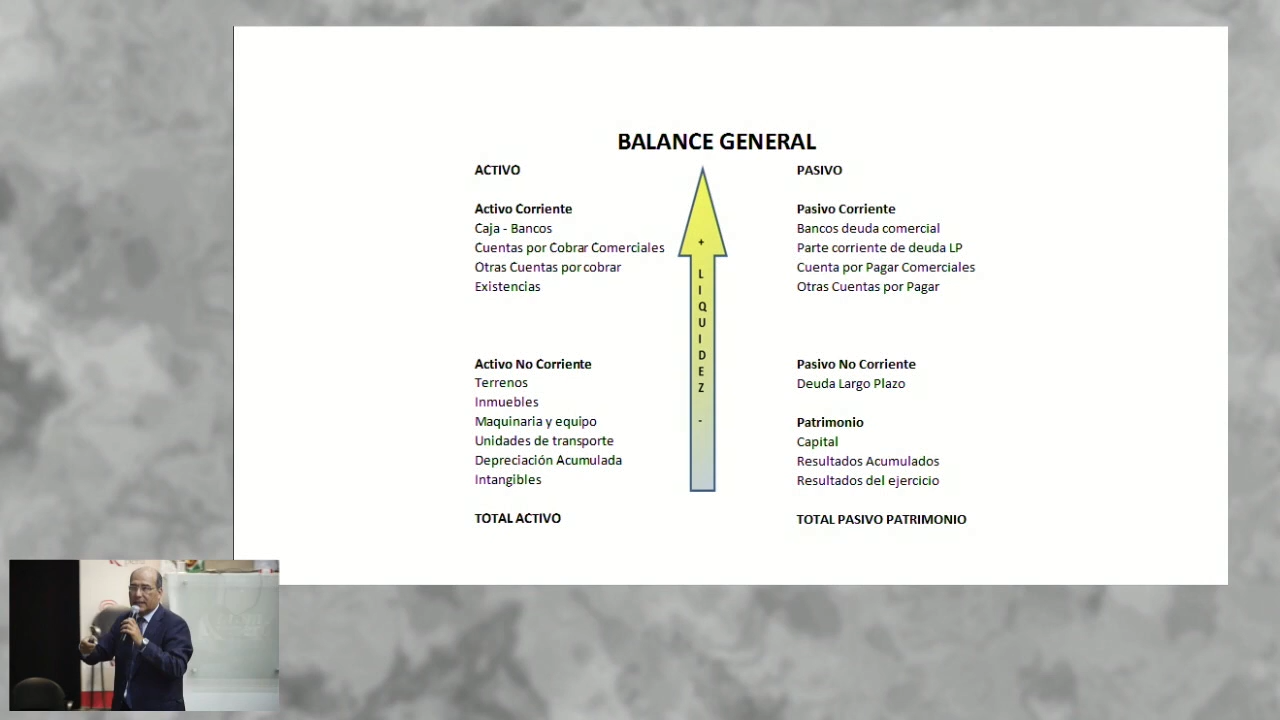 BALANCE GENERAL
ACTIVO
Activo Corriente
Caja - Bancos
Cuentas por Cobrar Comerciales
Otras Cuentas por cobrar
Existencias
Activo No Corriente
Terrenos
Inmuebles
Maquinaria y equipo
Unidades de transporte
Depreciación Acumulada
Intangibles
TOTAL ACTIVO
+ LIQUIDEZ -
PASIVO
Pasivo Corriente
Bancos deuda comercial
Parte corriente de deuda LP
Cuenta por Pagar Comerciales
Otras Cuentas por Pagar
Pasivo No Corriente
Deuda Largo Plazo
Patrimonio
Capital
Resultados Acumulados
Resultados del ejercicio
TOTAL PASIVO PATRIMONIO